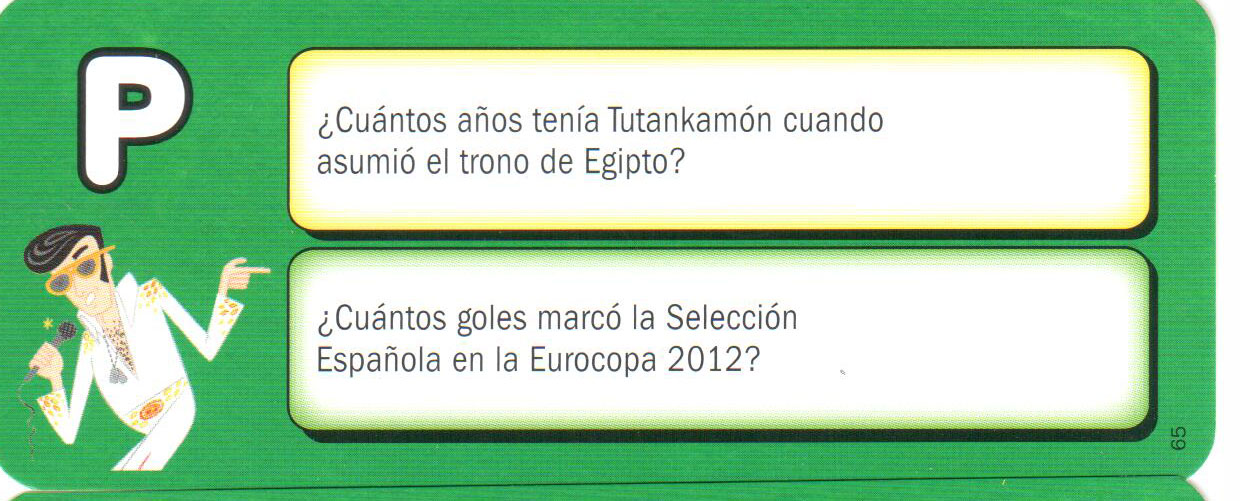 P
¿Cuántos años tenía Tutankamón cuando
asumió el trono de Egipto?
¿Cuántos goles marcó la Selección
Española en la Eurocopa 2012?
65